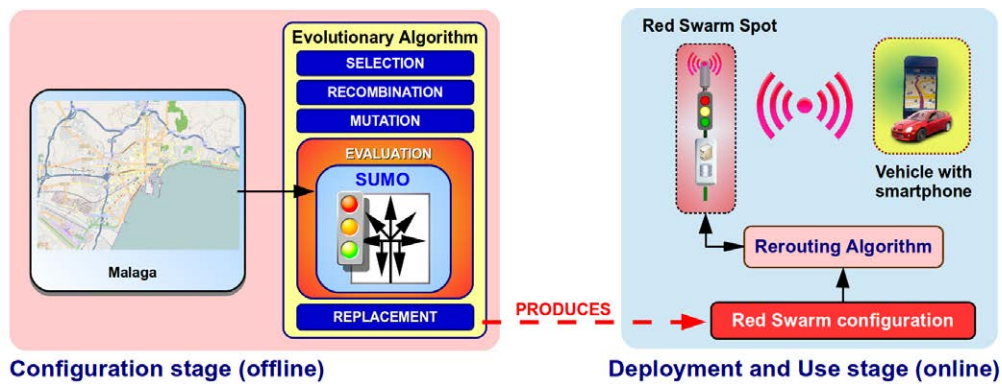 Evolutionary Algorithm
SELECTION
RECOMBINATION
MUTATION
EVALUATION
SUMO
REPLACEMENT
Malaga
Configuration stage (offline)
PRODUCES
Red Swarm Spot
Vehicle with
smartphone
Rerouting Algorithm
Red Swarm configuration
Deployment and Use stage (online)